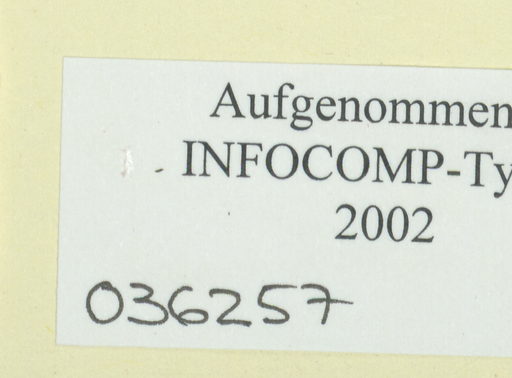 Aufgenommen
INFOCOMP-Ty
2002
036257